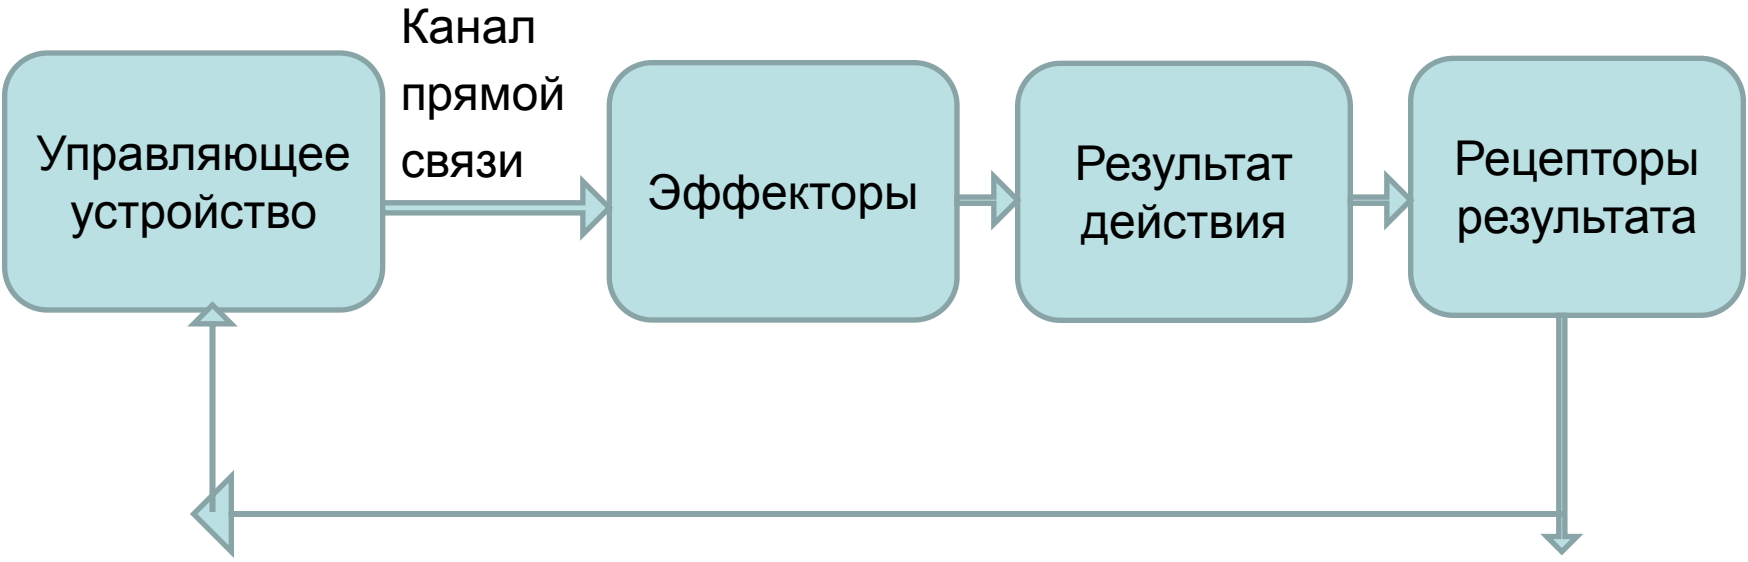 Управляющее
устройство
Канал
прямой
связи
Эффекторы
Результат
действия
Рецепторы
результата